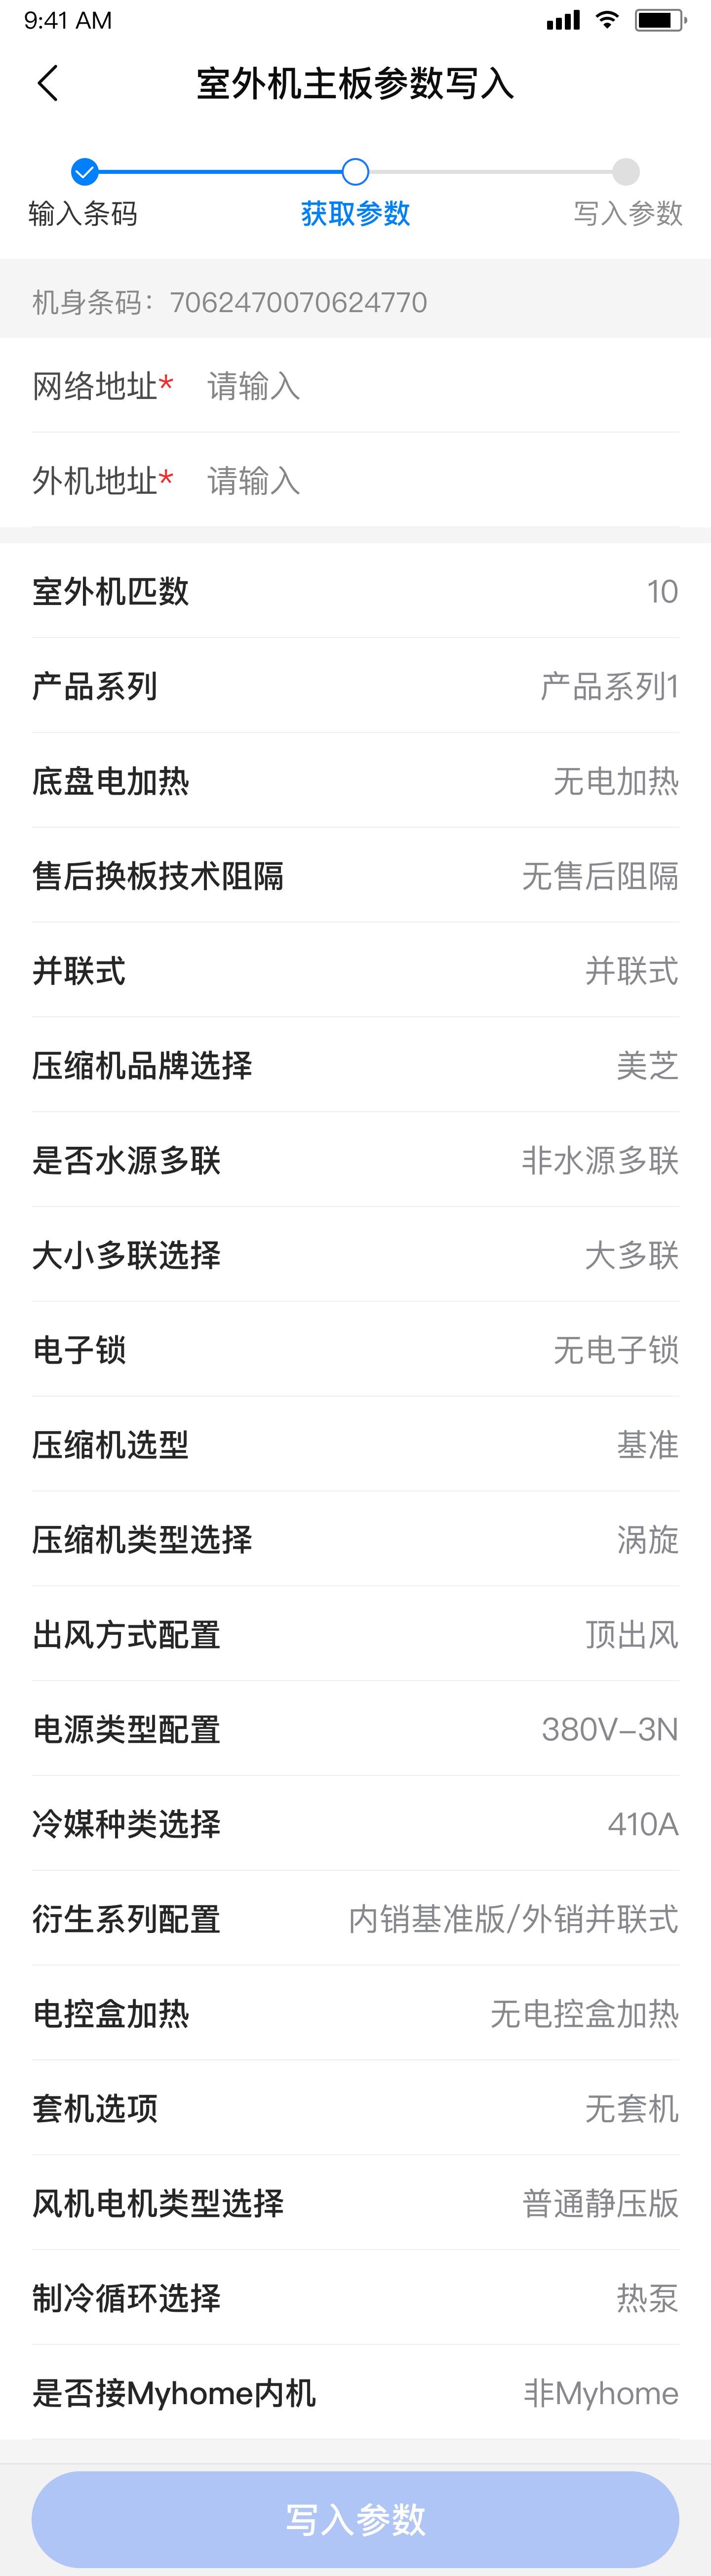 9:41 AM
室外机主板参数写入
输入条码 获取参数 写入参数
机身条码：7062470070624770
网络地址* 请输入
外机地址* 请输入
室外机匹数 10
产品系列 产品系列1
底盘电加热 无电加热
售后换板技术阻隔 无售后阻隔
并联式 并联式
压缩机品牌选择 美芝
是否水源多联 非水源多联
大小多联选择 大多联
电子锁 无电子锁
压缩机选型 基准
压缩机类型选择 涡旋
出风方式配置 顶出风
电源类型配置 380V-3N
冷媒种类选择 410A
衍生系列配置 内销基准版/外销并联式
电控盒加热 无电控盒加热
套机选项 无套机
风机电机类型选择 普通静压版
制冷循环选择 热泵
是否接Myhome内机 非Myhome
写入参数